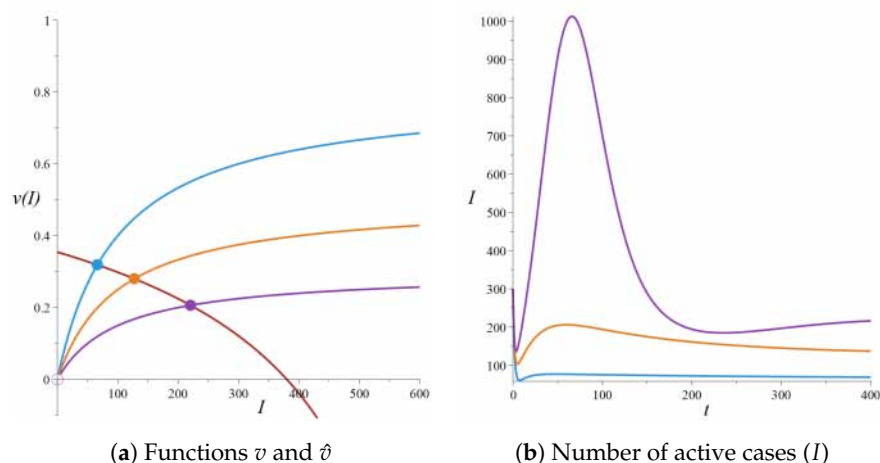 1
0.8
0.6
v(I)
0.4
0.2
0
100 200 300 400 500 600
I
1000
900
800
700
600
I
500
400
300
200
100
0 100 200 300 400
t
(a) Functions v and v̂
(b) Number of active cases (I)